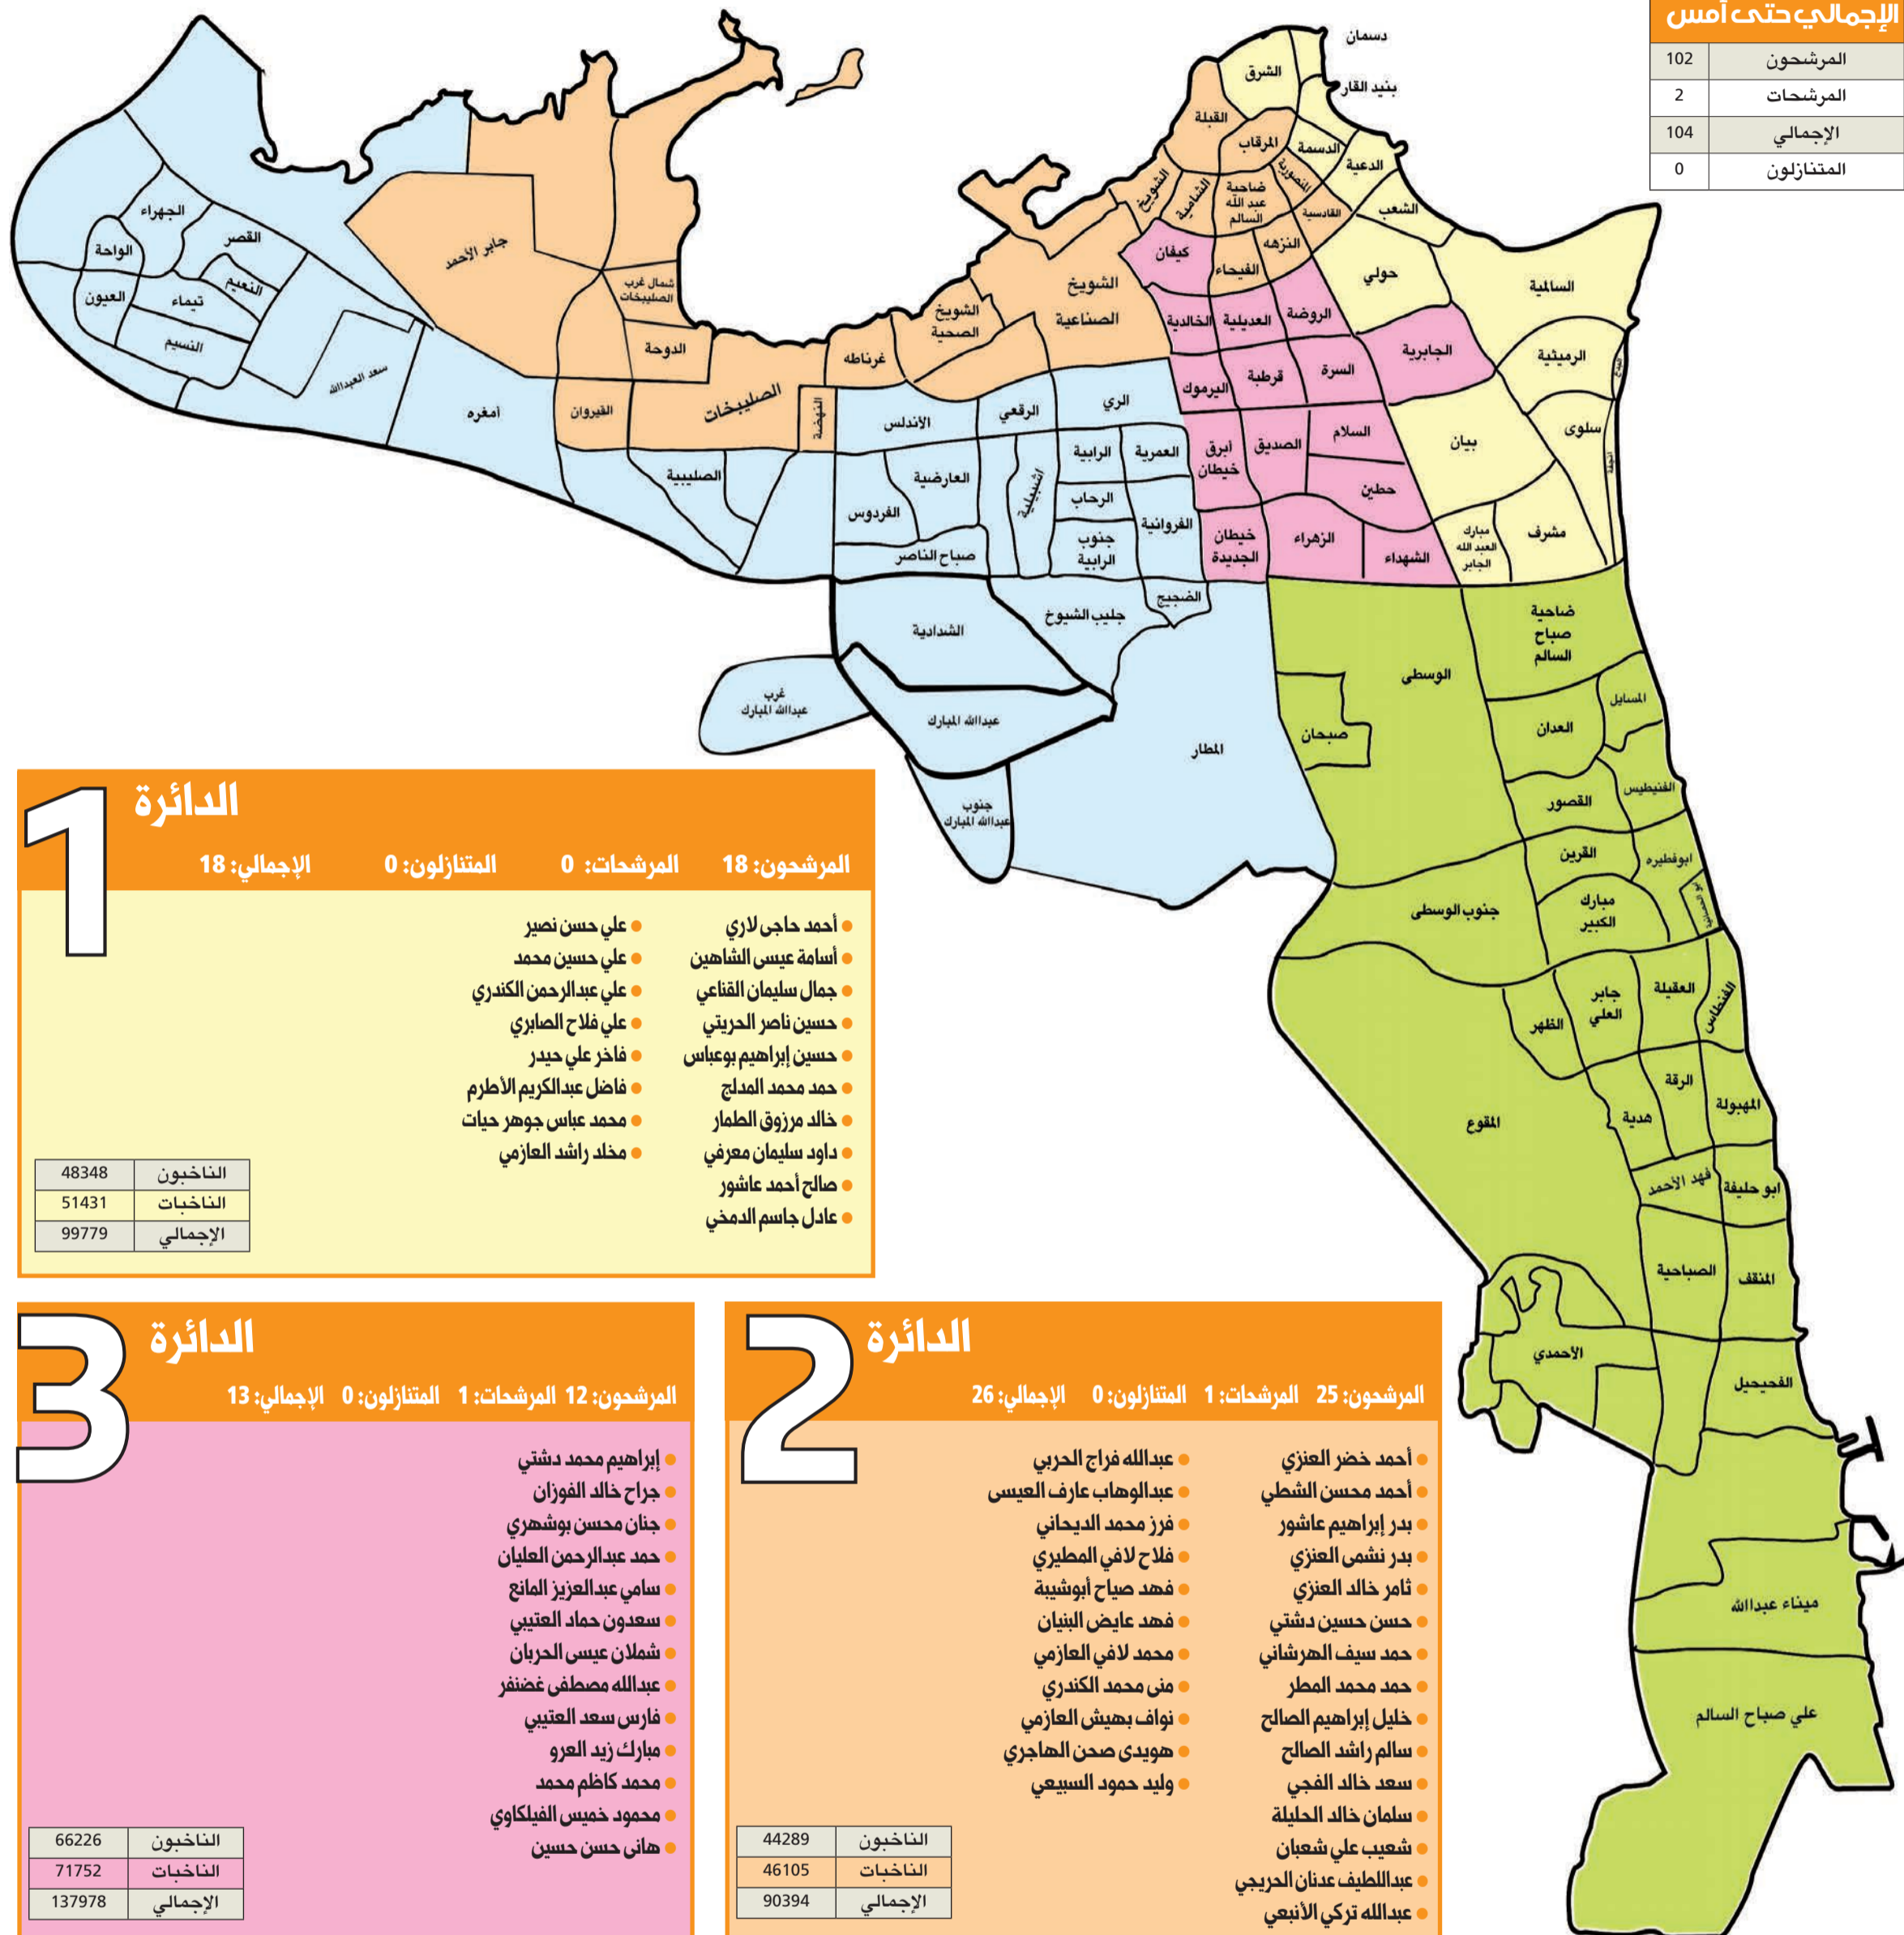 الإجمالي حتى أمس
المرشحون 102
المرشحات 2
الإجمالي 104
المتنازلون 0
دسمان
الشرق
بنيد القار
القبلة
المرقاب
الدسمة
الدعية
المنصورية
الشعب
الشويخ
الشامية
ضاحية
عبد الله
السالم
القادسية
النزهه
الفيحاء
كيفان
حولي
السالمية
الشويخ
الصناعية
الشويخ
الصحية
غرناطه
الخالدية
العديلية
الروضة
الجابرية
الرميثية
البدع
اليرموك
قرطبة
السرة
بيان
سلوى
أنجفة
أبرق
خيطان
الصديق
السلام
حطين
خيطان
الجديدة
الزهراء
الشهداء
مبارك
العبد الله
الجابر
مشرف
الجهراء
القصر
الواحة
النعيم
العيون
تيماء
النسيم
سعد العبدالله
أمغره
جابر الأحمد
شمال غرب
الصليبخات
الدوحة
القيروان
الصليبخات
النهضة
الصليبية
الأندلس
الرقعي
الري
العارضية
الفردوس
اشبيلية
الرابية
العمرية
الرحاب
الفروانية
جنوب
الرابية
صباح الناصر
الضجيج
جليب الشيوخ
الشدادية
غرب
عبدالله المبارك
عبدالله المبارك
جنوب
عبدالله المبارك
المطار
ضاحية
صباح
السالم
الوسطى
المسايل
العدان
صبحان
الفنيطيس
القصور
القرين
ابوفطيره
جنوب الوسطى
مبارك
الكبير
جابر
العلي
العقيلة
الفنطاس
الظهر
الرقة
المهبولة
هدية
المقوع
فهد الأحمد
ابو حليفة
الصباحية
المنقف
الأحمدي
الفحيحيل
ميناء عبدالله
علي صباح السالم
الدائرة 1
المرشحون: 18 المرشحات: 0 المتنازلون: 0 الإجمالي: 18
أحمد حاجي لاري
أسامة عيسى الشاهين
جمال سليمان القناعي
حسين ناصر الحريتي
حسين إبراهيم بوعباس
حمد محمد المدلج
خالد مرزوق الطمار
داود سليمان معرفي
صالح أحمد عاشور
عادل جاسم الدمخي
علي حسن نصير
علي حسين محمد
علي عبدالرحمن الكندري
علي فلاح الصابري
فاخر علي حيدر
فاضل عبدالكريم الأطرم
محمد عباس جوهر حيات
مخلد راشد العازمي
الناخبون 48348
الناخبات 51431
الإجمالي 99779
الدائرة 2
المرشحون: 25 المرشحات: 1 المتنازلون: 0 الإجمالي: 26
أحمد خضر العنزي
أحمد محسن الشطي
بدر إبراهيم عاشور
بدر نشمي العنزي
ثامر خالد العنزي
حسن حسين دشتي
حمد سيف الهرشاني
حمد محمد المطر
خليل إبراهيم الصالح
سالم راشد الصالح
سعد خالد الفجي
سلمان خالد الحليلة
شعيب علي شعبان
عبداللطيف عدنان الحريجي
عبدالله تركي الأنبعي
عبدالله فراج الحربي
عبدالوهاب عارف العيسى
فرز محمد الديحاني
فلاح لافي المطيري
فهد صياح أبوشيبة
فهد عايض البنيان
محمد لافي العازمي
منى محمد الكندري
نواف بهيش العازمي
هويدى صحن الهاجري
وليد حمود السبيعي
الناخبون 44289
الناخبات 46105
الإجمالي 90394
الدائرة 3
المرشحون: 12 المرشحات: 1 المتنازلون: 0 الإجمالي: 13
إبراهيم محمد دشتي
جراح خالد الفوزان
جنان محسن بوشهري
حمد عبدالرحمن العليان
سامي عبدالعزيز المانع
سعدون حماد العتيبي
شملان عيسى الحربان
عبدالله مصطفى غضنفر
فارس سعد العتيبي
مبارك زيد العرو
محمد كاظم محمد
محمود خميس الفيلكاوي
هاني حسن حسين
الناخبون 66226
الناخبات 71752
الإجمالي 137978